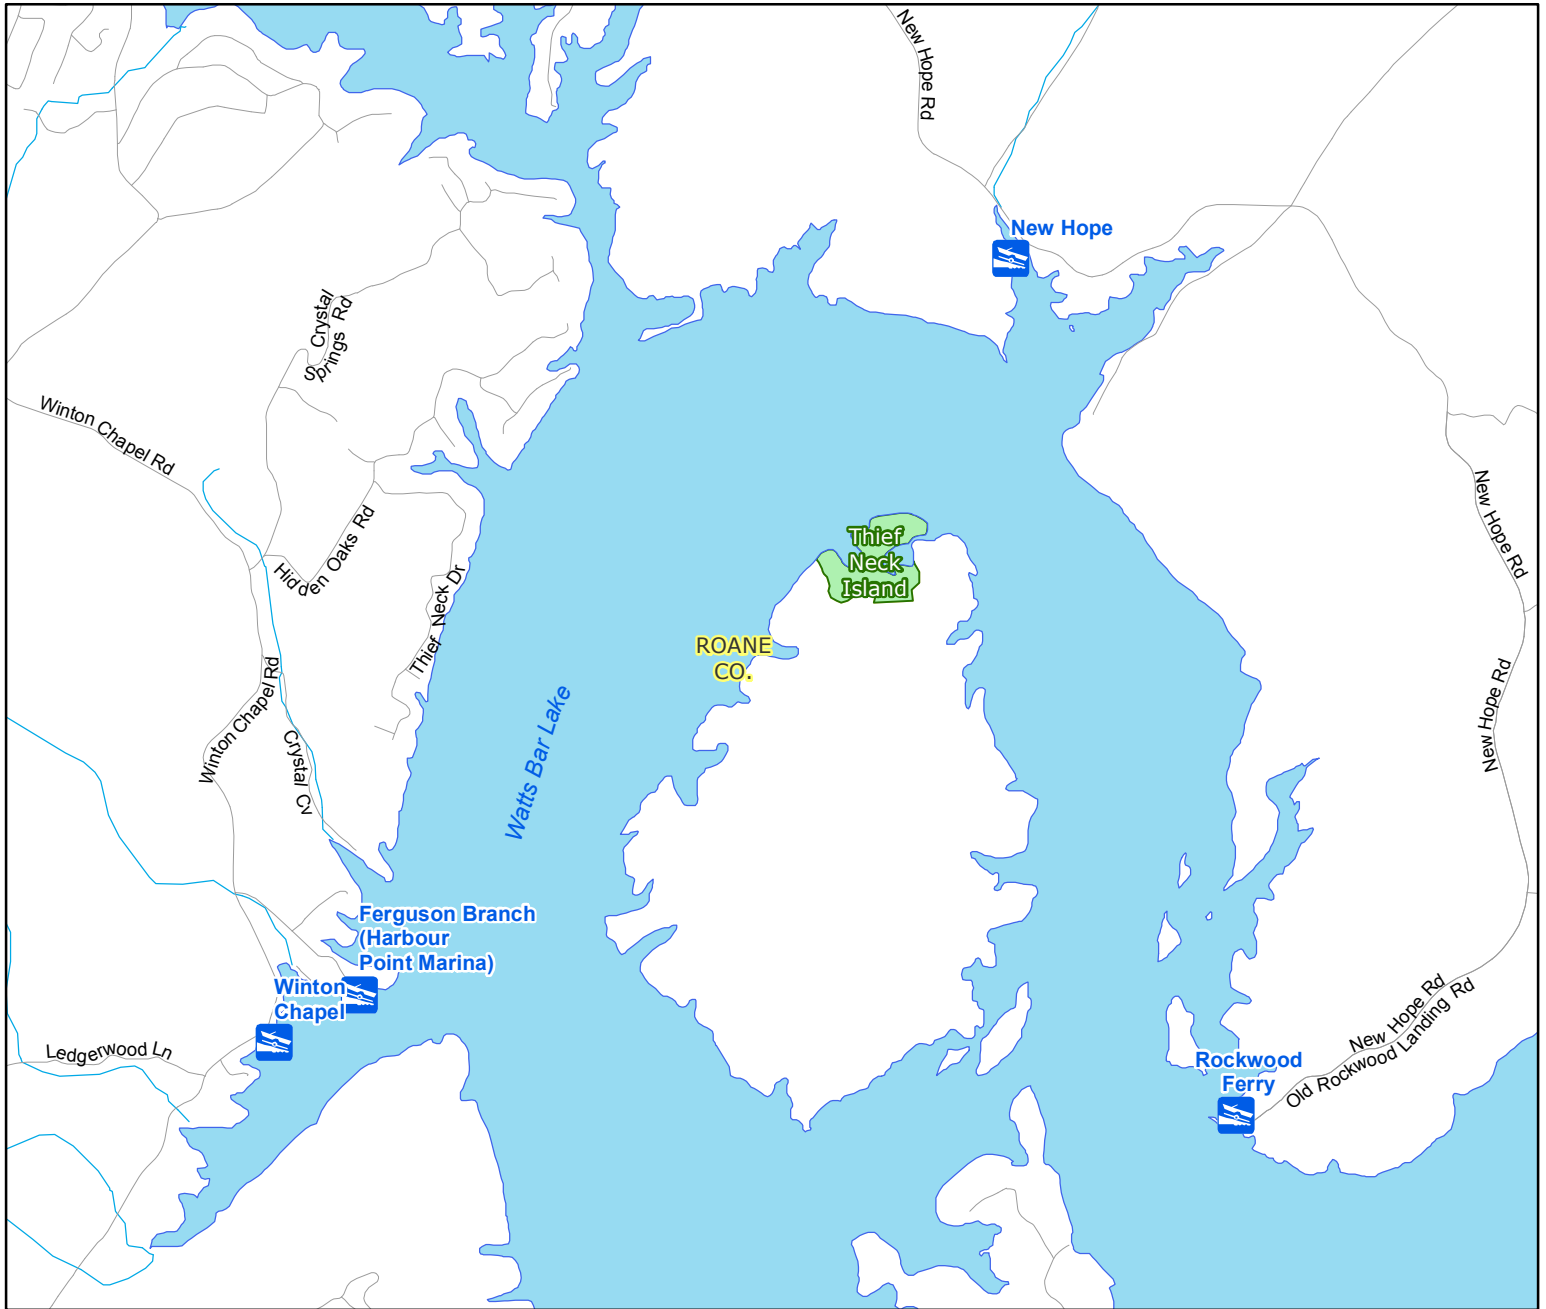 New Hope Rd
New Hope
Crystal
Springs Rd
Winton Chapel Rd
New Hope Rd
Hidden Oaks Rd
Thief
Neck
Island
Thief Neck Dr
ROANE
CO.
Winton Chapel Rd
New Hope Rd
Watts Bar Lake
Crystal Cv
Ferguson Branch
(Harbour
Point Marina)
Winton
Chapel
New Hope Rd
Old Rockwood Landing Rd
Ledgerwood Ln
Rockwood
Ferry